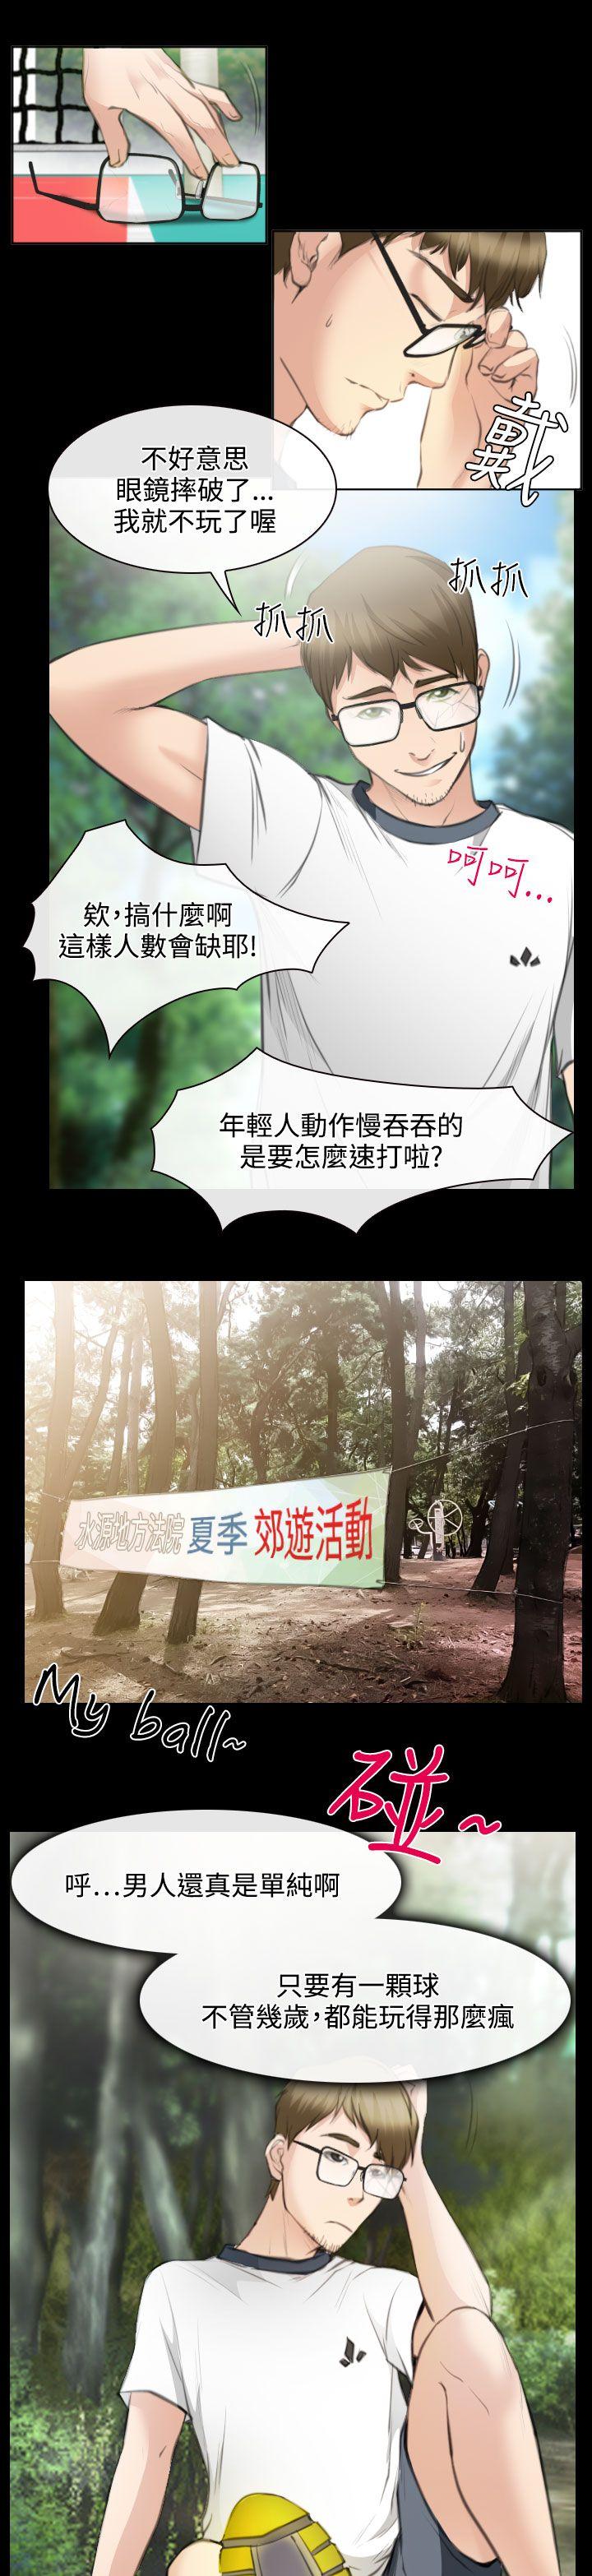 戴
不好意思
眼鏡摔破了...
我就不玩了喔
抓抓
抓抓
呵呵...
欸,搞什麼啊
這樣人數會缺耶!
年輕人動作慢吞吞的
是要怎麼速打啦?
水源地方法院 夏季 郊遊活動
My ball~
碰~
呼...男人還真是單純啊
只要有一顆球
不管幾歲,都能玩得那麼瘋